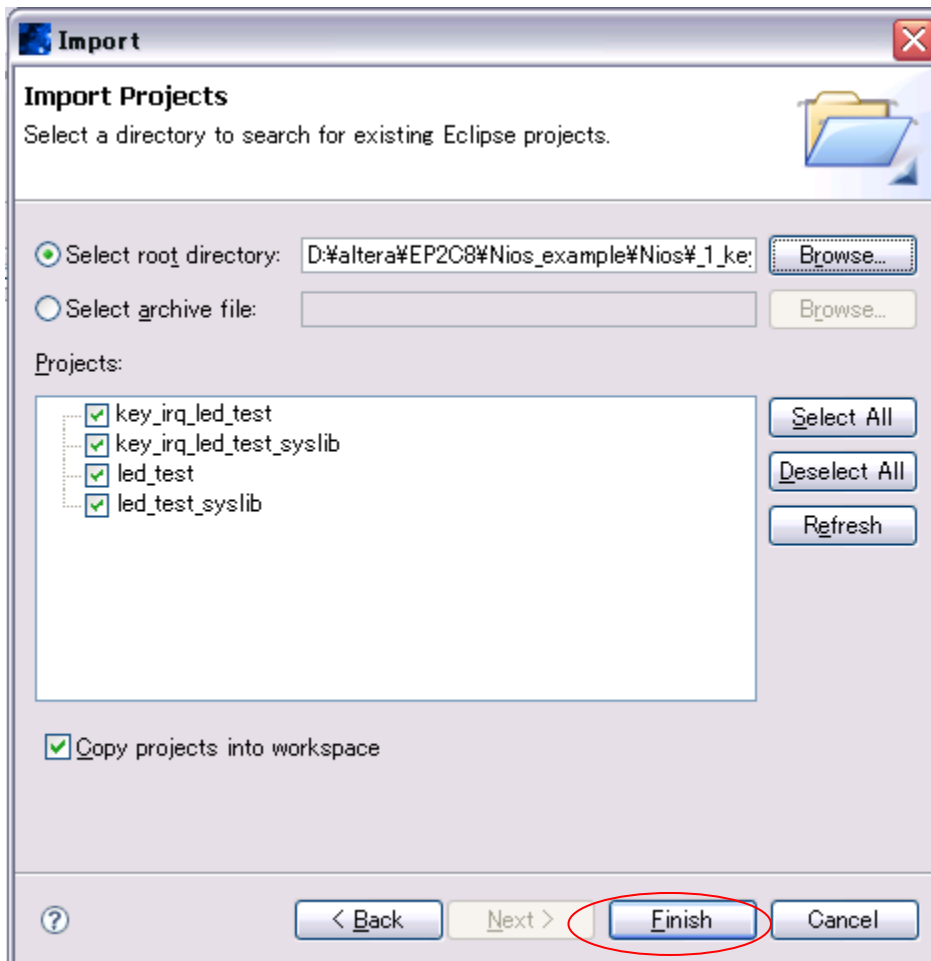 Import
Import Projects
Select a directory to search for existing Eclipse projects.
Select root directory: D:¥altera¥EP2C8¥Nios_example¥Nios¥_1_key Browse...
Select archive file: Browse...
Projects:
key_irq_led_test
key_irq_led_test_syslib
led_test
led_test_syslib
Select All
Deselect All
Refresh
Copy projects into workspace
? < Back Next > Finish Cancel